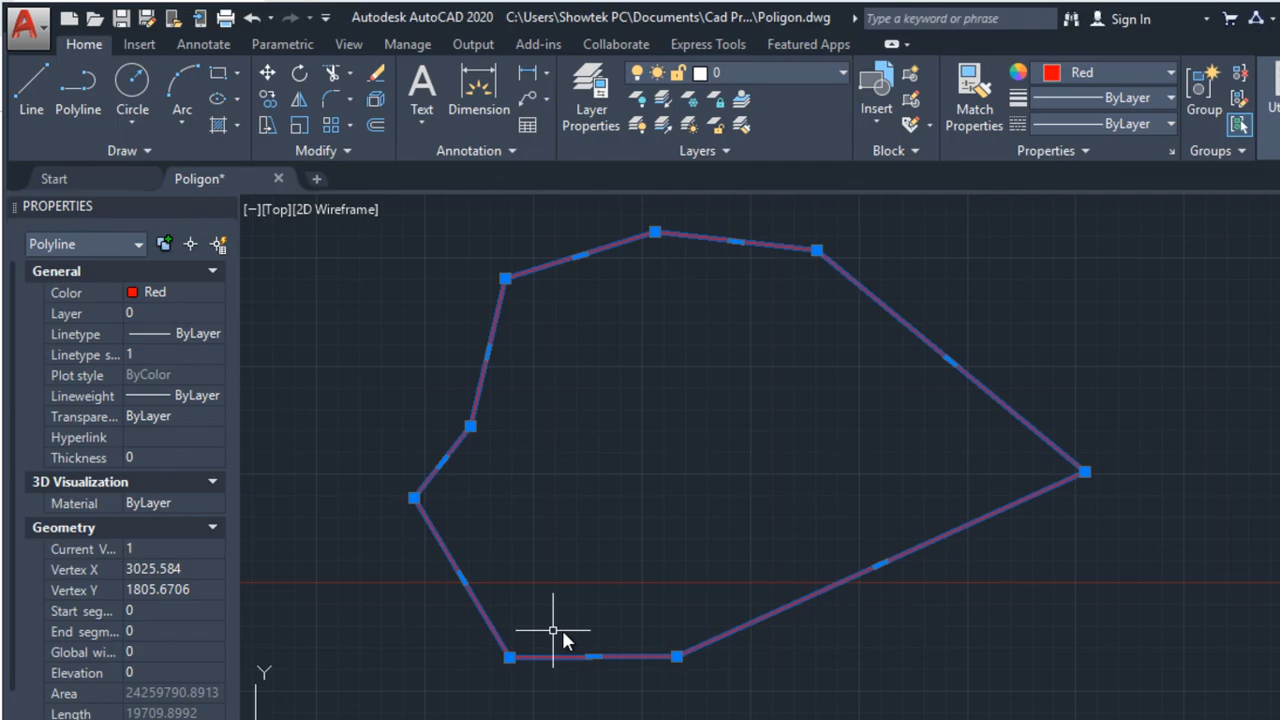 Autodesk AutoCAD 2020 C:\Users\Showtek PC\Documents\Cad Pr...\Poligon.dwg Type a keyword or phrase Sign In
Home Insert Annotate Parametric View Manage Output Add-ins Collaborate Express Tools Featured Apps
0 Red
ByLayer
ByLayer
Line Polyline Circle Arc Text Dimension Layer Properties Insert Match Properties Group
Draw Modify Annotation Layers Block Properties Groups
Start Poligon*
PROPERTIES
[−][Top][2D Wireframe]
Polyline
General
Color Red
Layer 0
Linetype ByLayer
Linetype s... 1
Plot style ByColor
Lineweight ByLayer
Transpare... ByLayer
Hyperlink
Thickness 0
3D Visualization
Material ByLayer
Geometry
Current V... 1
Vertex X 3025.584
Vertex Y 1805.6706
Start seg... 0
End segm... 0
Global wi... 0
Elevation 0
Area 24259790.8913
Length 19709.8992
Y